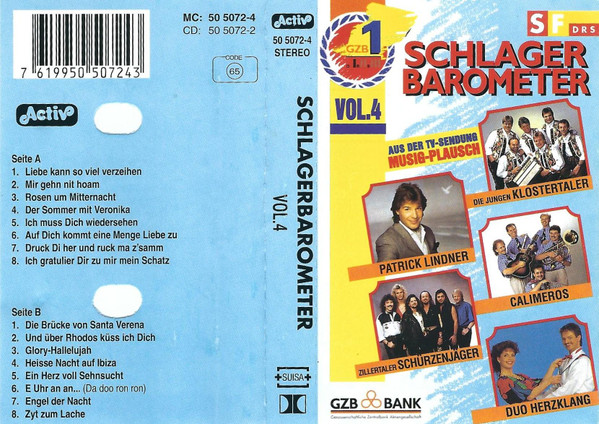 7 619950 507243
Activ
MC: 50 5072-4
CD: 50 5072-2
Activ
Seite A
1. Liebe kann so viel verzeihen
2. Mir gehn nit hoam
3. Rosen um Mitternacht
4. Der Sommer mit Veronika
5. Ich muss Dich wiedersehen
6. Auf Dich kommt eine Menge Liebe zu
7. Druck Di her und ruck ma z'samm
8. Ich gratulier Dir zu mir mein Schatz
Seite B
1. Die Brücke von Santa Verena
2. Und über Rhodos küss ich Dich
3. Glory-Hallelujah
4. Heisse Nacht auf Ibiza
5. Ein Herz voll Sehnsucht
6. E Uhr an an... (Da doo ron ron)
7. Engel der Nacht
8. Zyt zum Lache
Activ
50 5072-4
STEREO
CODE
65
SCHLAGERBAROMETER
VOL.4
+SUISA+
GZB
1
VOL.4
SF DRS
SCHLAGER
BAROMETER
AUS DER TV-SENDUNG
MUSIG-PLAUSCH
DIE JUNGEN KLOSTERTALER
PATRICK LINDNER
CALIMEROS
ZILLERTALER SCHÜRZENJÄGER
DUO HERZKLANG
GZB BANK
Genossenschaftliche Zentralbank Aktiengesellschaft